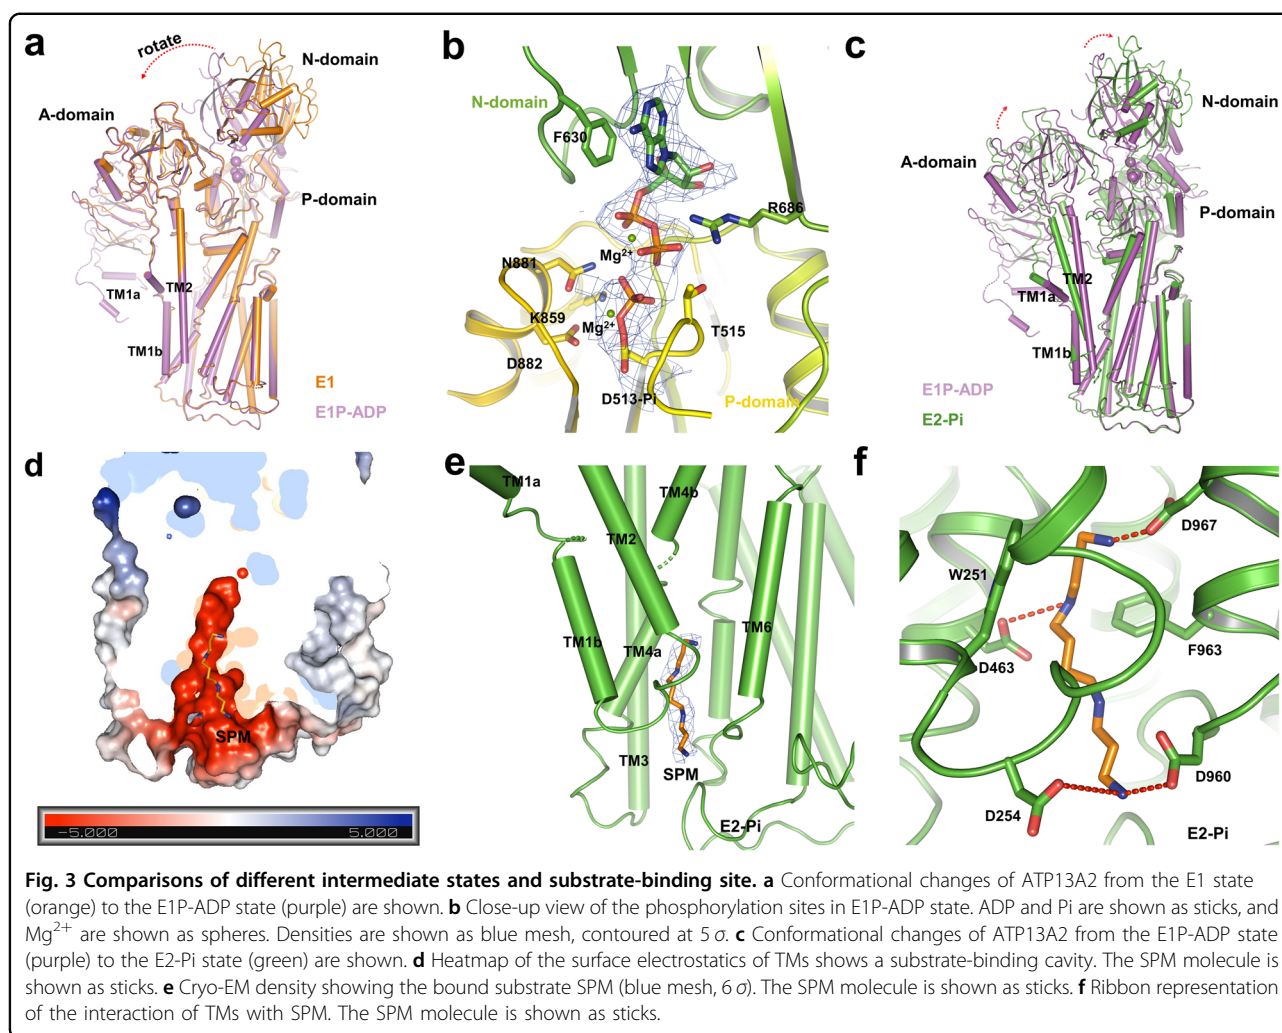 a
rotate
N-domain
A-domain
P-domain
TM1a
TM2
TM1b
E1
E1P-ADP
b
N-domain
F630
R686
Mg2+
N881
K859
Mg2+
T515
D882
D513-Pi
P-domain
c
N-domain
A-domain
P-domain
TM2
TM1a
TM1b
E1P-ADP
E2-Pi
d
SPM
-5.000
5.000
e
TM1a
TM4b
TM2
TM1b
TM4a
TM6
TM3
SPM
E2-Pi
f
D967
W251
F963
D463
D960
D254
E2-Pi
Fig. 3 Comparisons of different intermediate states and substrate-binding site. a Conformational changes of ATP13A2 from the E1 state
(orange) to the E1P-ADP state (purple) are shown. b Close-up view of the phosphorylation sites in E1P-ADP state. ADP and Pi are shown as sticks, and
Mg2+ are shown as spheres. Densities are shown as blue mesh, contoured at 5 σ. c Conformational changes of ATP13A2 from the E1P-ADP state
(purple) to the E2-Pi state (green) are shown. d Heatmap of the surface electrostatics of TMs shows a substrate-binding cavity. The SPM molecule is
shown as sticks. e Cryo-EM density showing the bound substrate SPM (blue mesh, 6 σ). The SPM molecule is shown as sticks. f Ribbon representation
of the interaction of TMs with SPM. The SPM molecule is shown as sticks.